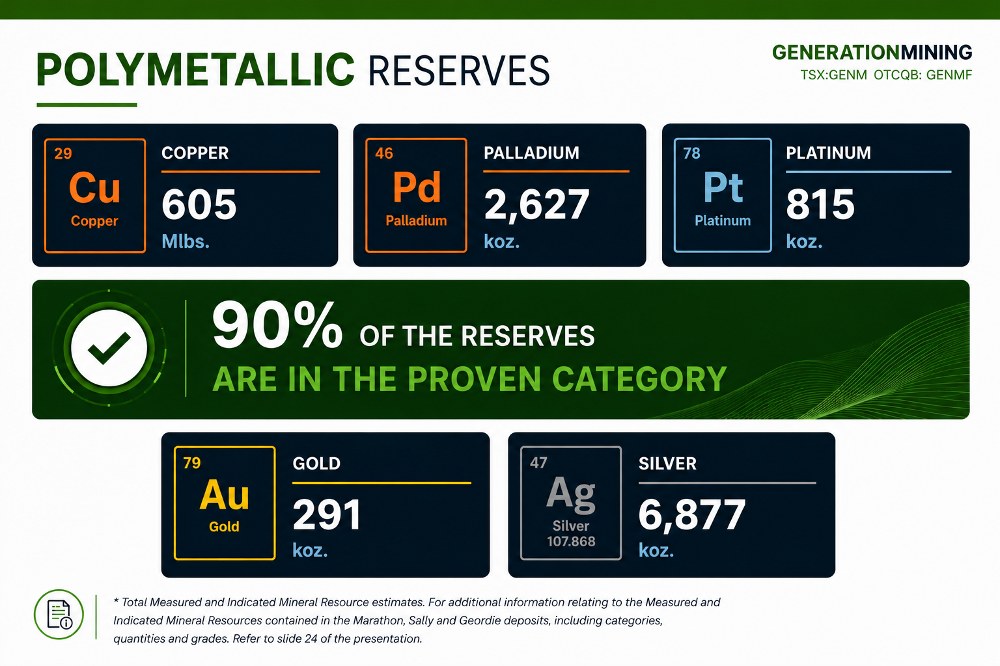 POLYMETALLIC RESERVES
GENERATIONMINING
TSX:GENM OTCQB: GENMF
29
Cu
Copper
COPPER
605
Mlbs.
46
Pd
Palladium
PALLADIUM
2,627
koz.
78
Pt
Platinum
PLATINUM
815
koz.
90% OF THE RESERVES
ARE IN THE PROVEN CATEGORY
79
Au
Gold
GOLD
291
koz.
47
Ag
Silver
107.868
SILVER
6,877
koz.
* Total Measured and Indicated Mineral Resource estimates. For additional information relating to the Measured and
Indicated Mineral Resources contained in the Marathon, Sally and Geordie deposits, including categories,
quantities and grades. Refer to slide 24 of the presentation.